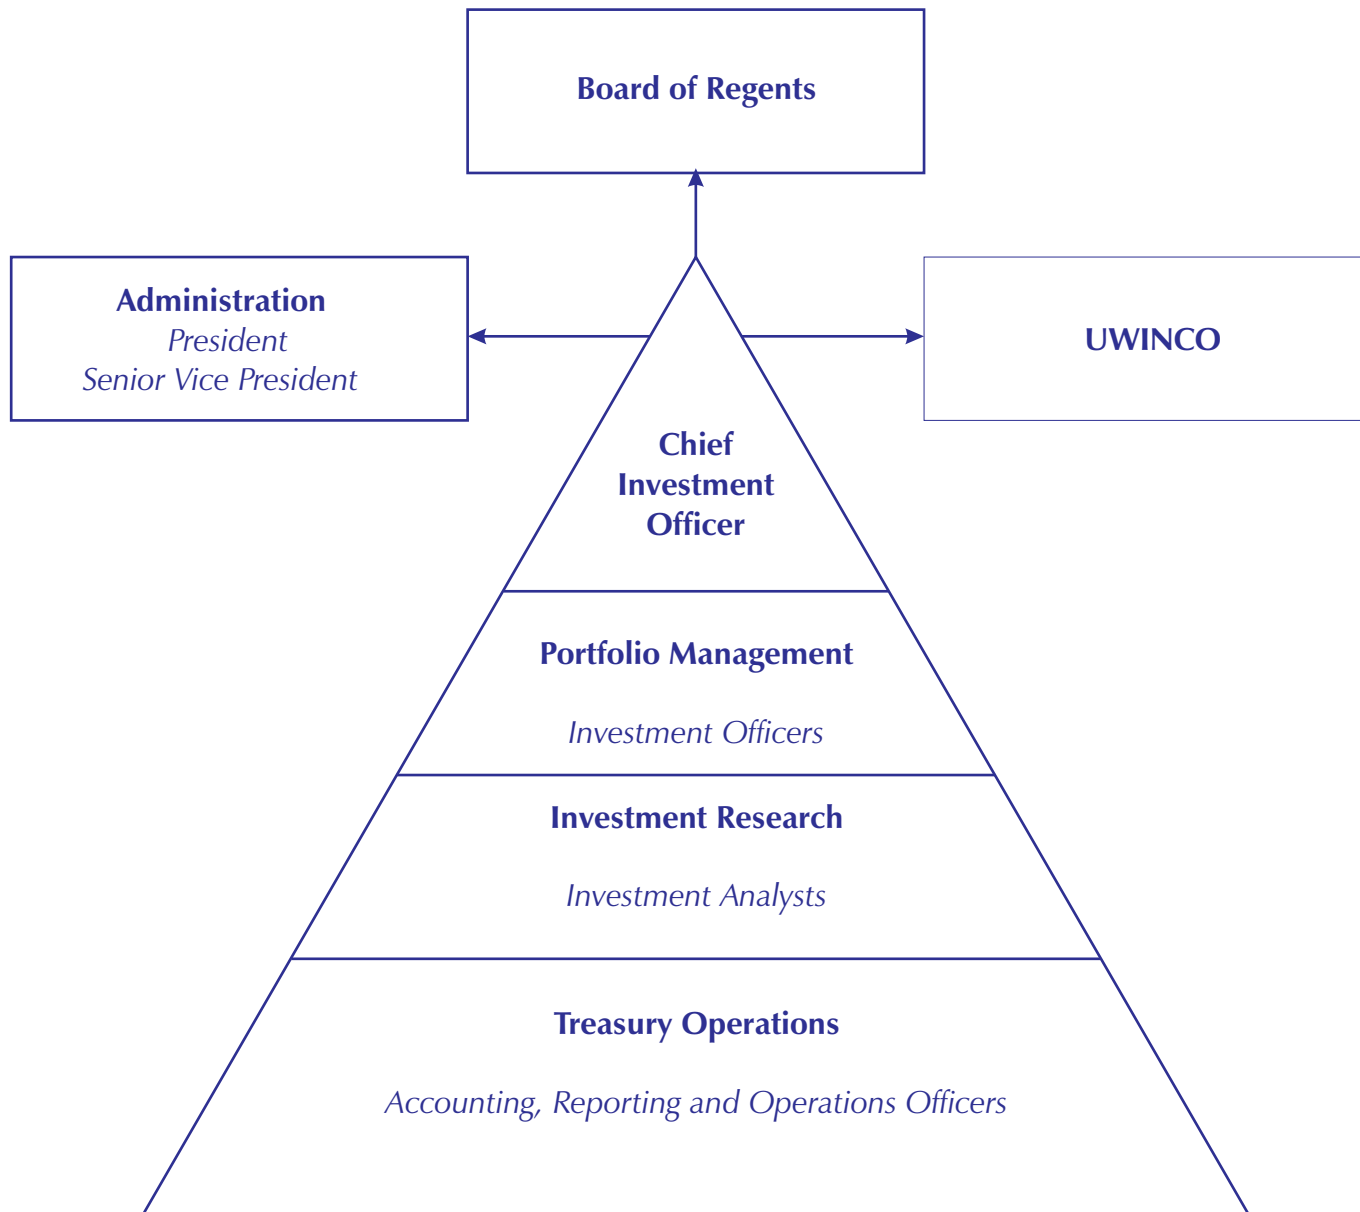 Board of Regents
Administration
President
Senior Vice President
UWINCO
Chief
Investment
Officer
Portfolio Management
Investment Officers
Investment Research
Investment Analysts
Treasury Operations
Accounting, Reporting and Operations Officers